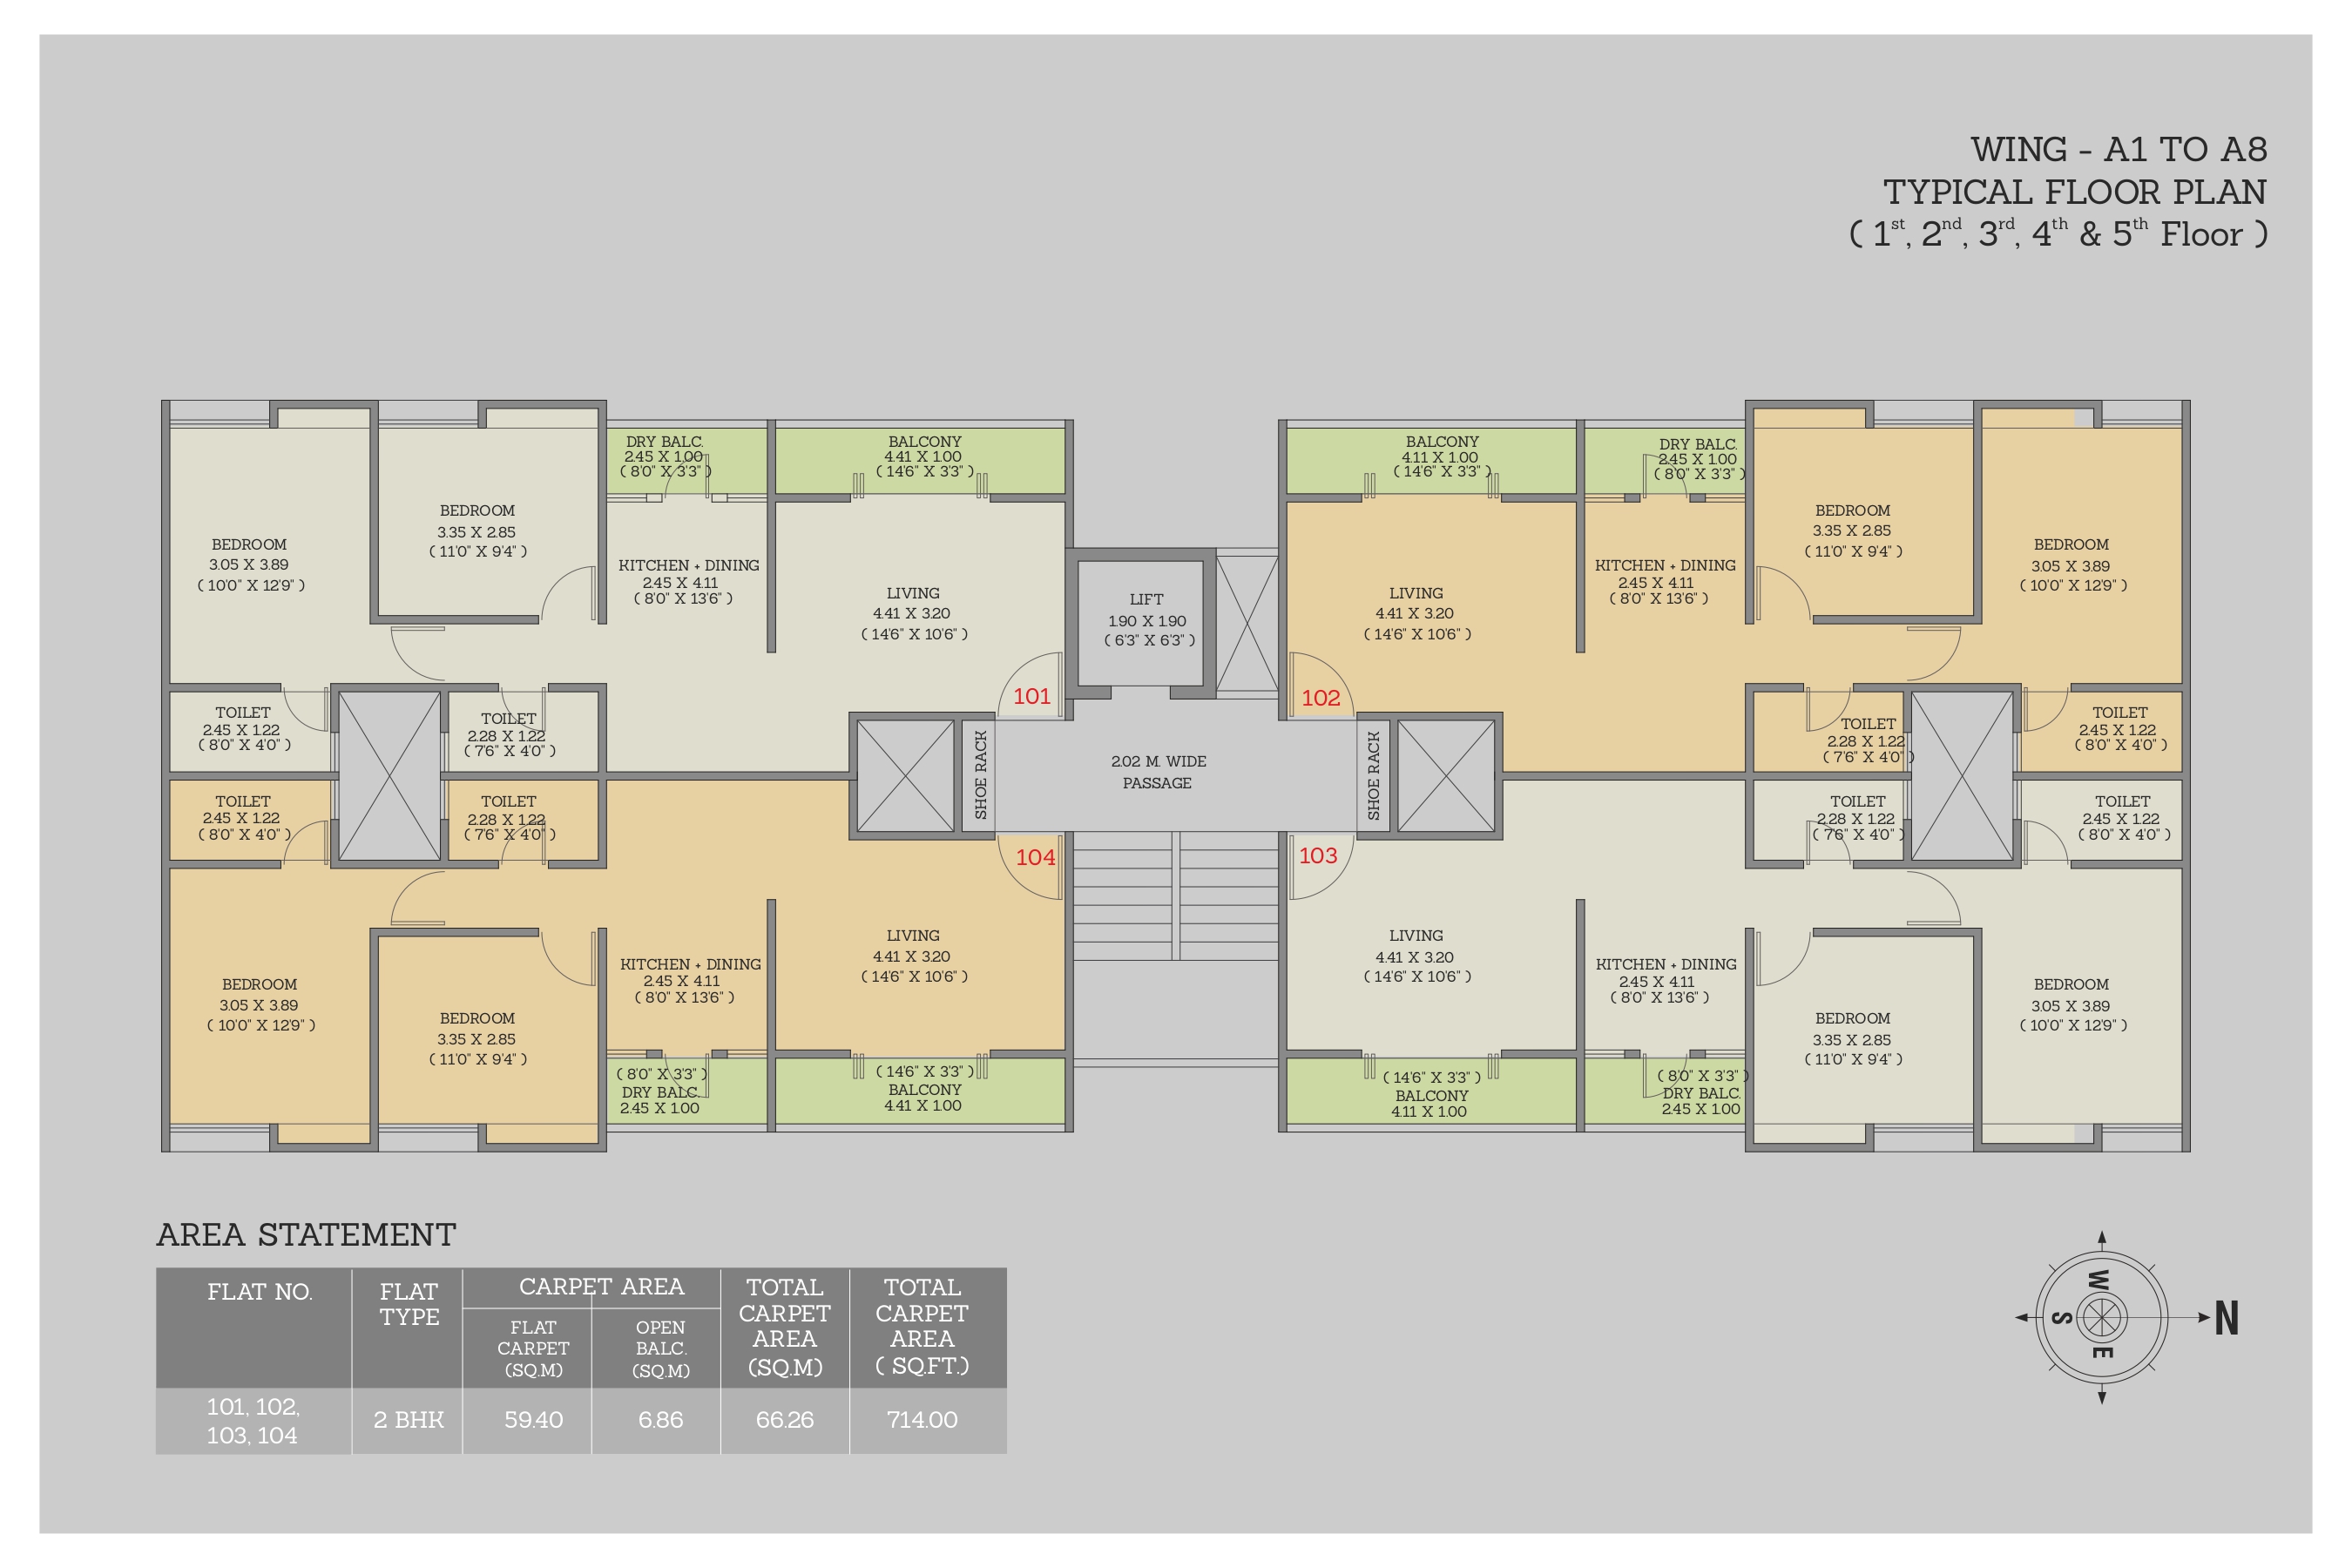 WING - A1 TO A8
TYPICAL FLOOR PLAN
( 1st, 2nd, 3rd, 4th & 5th Floor )
BEDROOM
3.05 X 3.89
( 10'0" X 12'9" )
BEDROOM
3.35 X 2.85
( 11'0" X 9'4" )
DRY BALC.
2.45 X 1.00
( 8'0" X 3'3" )
BALCONY
4.41 X 1.00
( 14'6" X 3'3" )
KITCHEN + DINING
2.45 X 4.11
( 8'0" X 13'6" )
LIVING
4.41 X 3.20
( 14'6" X 10'6" )
101
TOILET
2.45 X 1.22
( 8'0" X 4'0" )
TOILET
2.28 X 1.22
( 7'6" X 4'0" )
LIFT
1.90 X 1.90
( 6'3" X 6'3" )
BALCONY
4.11 X 1.00
( 14'6" X 3'3" )
DRY BALC.
2.45 X 1.00
( 8'0" X 3'3" )
LIVING
4.41 X 3.20
( 14'6" X 10'6" )
KITCHEN + DINING
2.45 X 4.11
( 8'0" X 13'6" )
BEDROOM
3.35 X 2.85
( 11'0" X 9'4" )
BEDROOM
3.05 X 3.89
( 10'0" X 12'9" )
102
TOILET
2.28 X 1.22
( 7'6" X 4'0" )
TOILET
2.45 X 1.22
( 8'0" X 4'0" )
SHOE RACK
2.02 M. WIDE
PASSAGE
SHOE RACK
TOILET
2.45 X 1.22
( 8'0" X 4'0" )
TOILET
2.28 X 1.22
( 7'6" X 4'0" )
104
BEDROOM
3.05 X 3.89
( 10'0" X 12'9" )
BEDROOM
3.35 X 2.85
( 11'0" X 9'4" )
KITCHEN + DINING
2.45 X 4.11
( 8'0" X 13'6" )
LIVING
4.41 X 3.20
( 14'6" X 10'6" )
( 8'0" X 3'3" )
DRY BALC.
2.45 X 1.00
( 14'6" X 3'3" )
BALCONY
4.41 X 1.00
103
TOILET
2.28 X 1.22
( 7'6" X 4'0" )
TOILET
2.45 X 1.22
( 8'0" X 4'0" )
LIVING
4.41 X 3.20
( 14'6" X 10'6" )
KITCHEN + DINING
2.45 X 4.11
( 8'0" X 13'6" )
BEDROOM
3.35 X 2.85
( 11'0" X 9'4" )
BEDROOM
3.05 X 3.89
( 10'0" X 12'9" )
( 14'6" X 3'3" )
BALCONY
4.11 X 1.00
( 8'0" X 3'3" )
DRY BALC.
2.45 X 1.00
AREA STATEMENT
FLAT NO.
FLAT
TYPE
CARPET AREA
FLAT
CARPET
(SQ.M)
OPEN
BALC.
(SQ.M)
TOTAL
CARPET
AREA
(SQ.M)
TOTAL
CARPET
AREA
( SQ.FT.)
101, 102,
103, 104
2 BHK
59.40
6.86
66.26
714.00
W
S
E
N